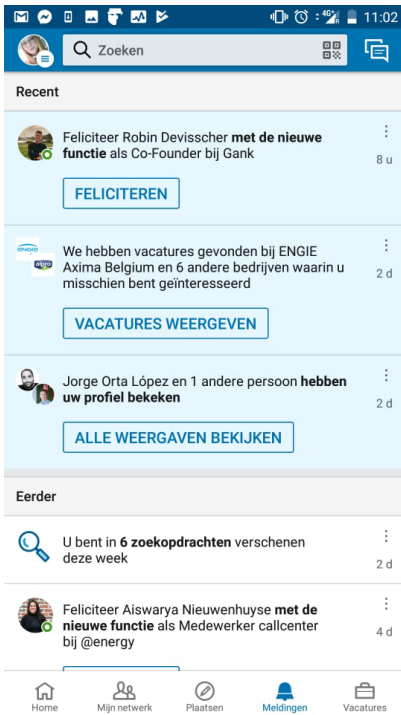 4G
11:02
Zoeken
Recent
Feliciteer Robin Devisscher met de nieuwe
functie als Co-Founder bij Gank
8 u
FELICITEREN
ENGIE
alpro
We hebben vacatures gevonden bij ENGIE
Axima Belgium en 6 andere bedrijven waarin u
misschien bent geïnteresseerd
2 d
VACATURES WEERGEVEN
Jorge Orta López en 1 andere persoon hebben
uw profiel bekeken
2 d
ALLE WEERGAVEN BEKIJKEN
Eerder
U bent in 6 zoekopdrachten verschenen
deze week
2 d
Feliciteer Aiswarya Nieuwenhuyse met de
nieuwe functie als Medewerker callcenter
bij @energy
4 d
Home
Mijn netwerk
Plaatsen
Meldingen
Vacatures